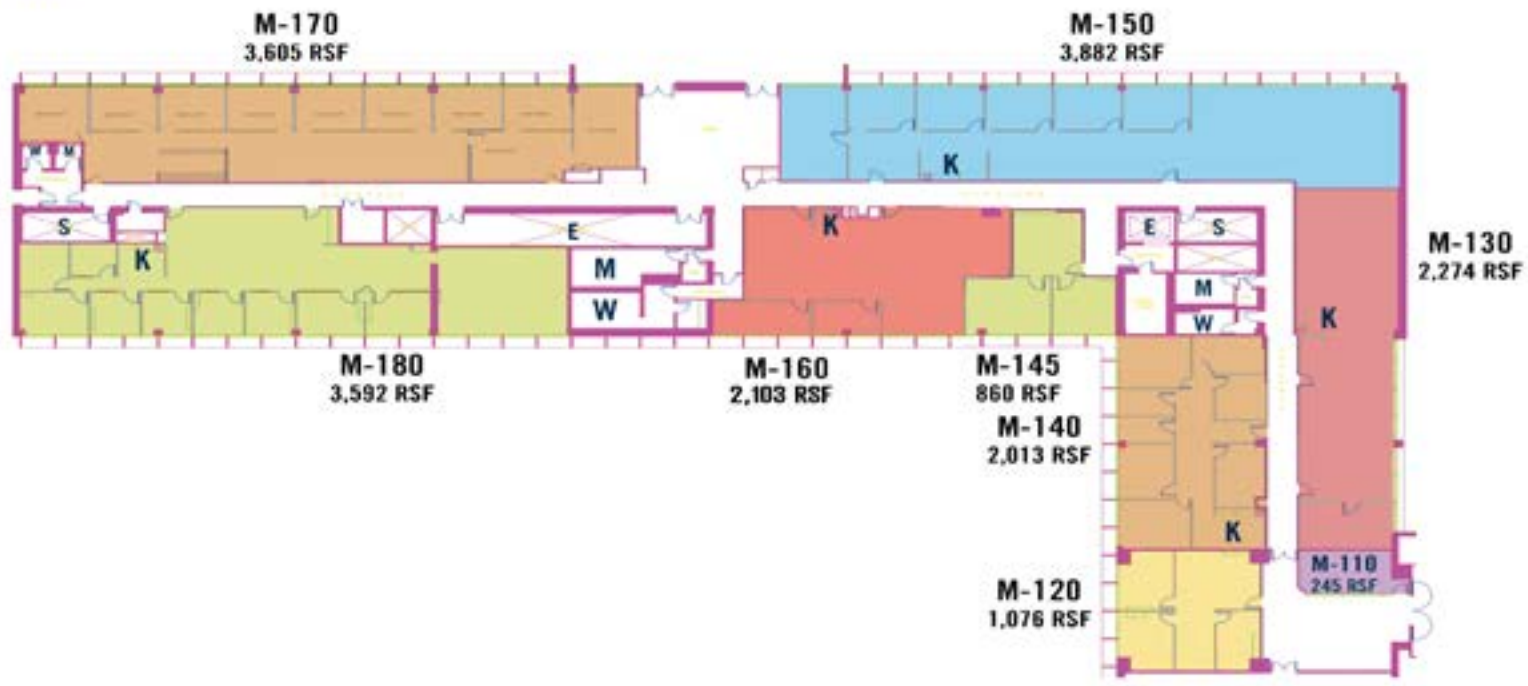 M-170
3,605 RSF
M-150
3,882 RSF
W M
K
S
K
E
M
W
K
E
S
M
W
K
M-130
2,274 RSF
M-180
3,592 RSF
M-160
2,103 RSF
M-145
860 RSF
M-140
2,013 RSF
K
M-120
1,076 RSF
M-110
245 RSF